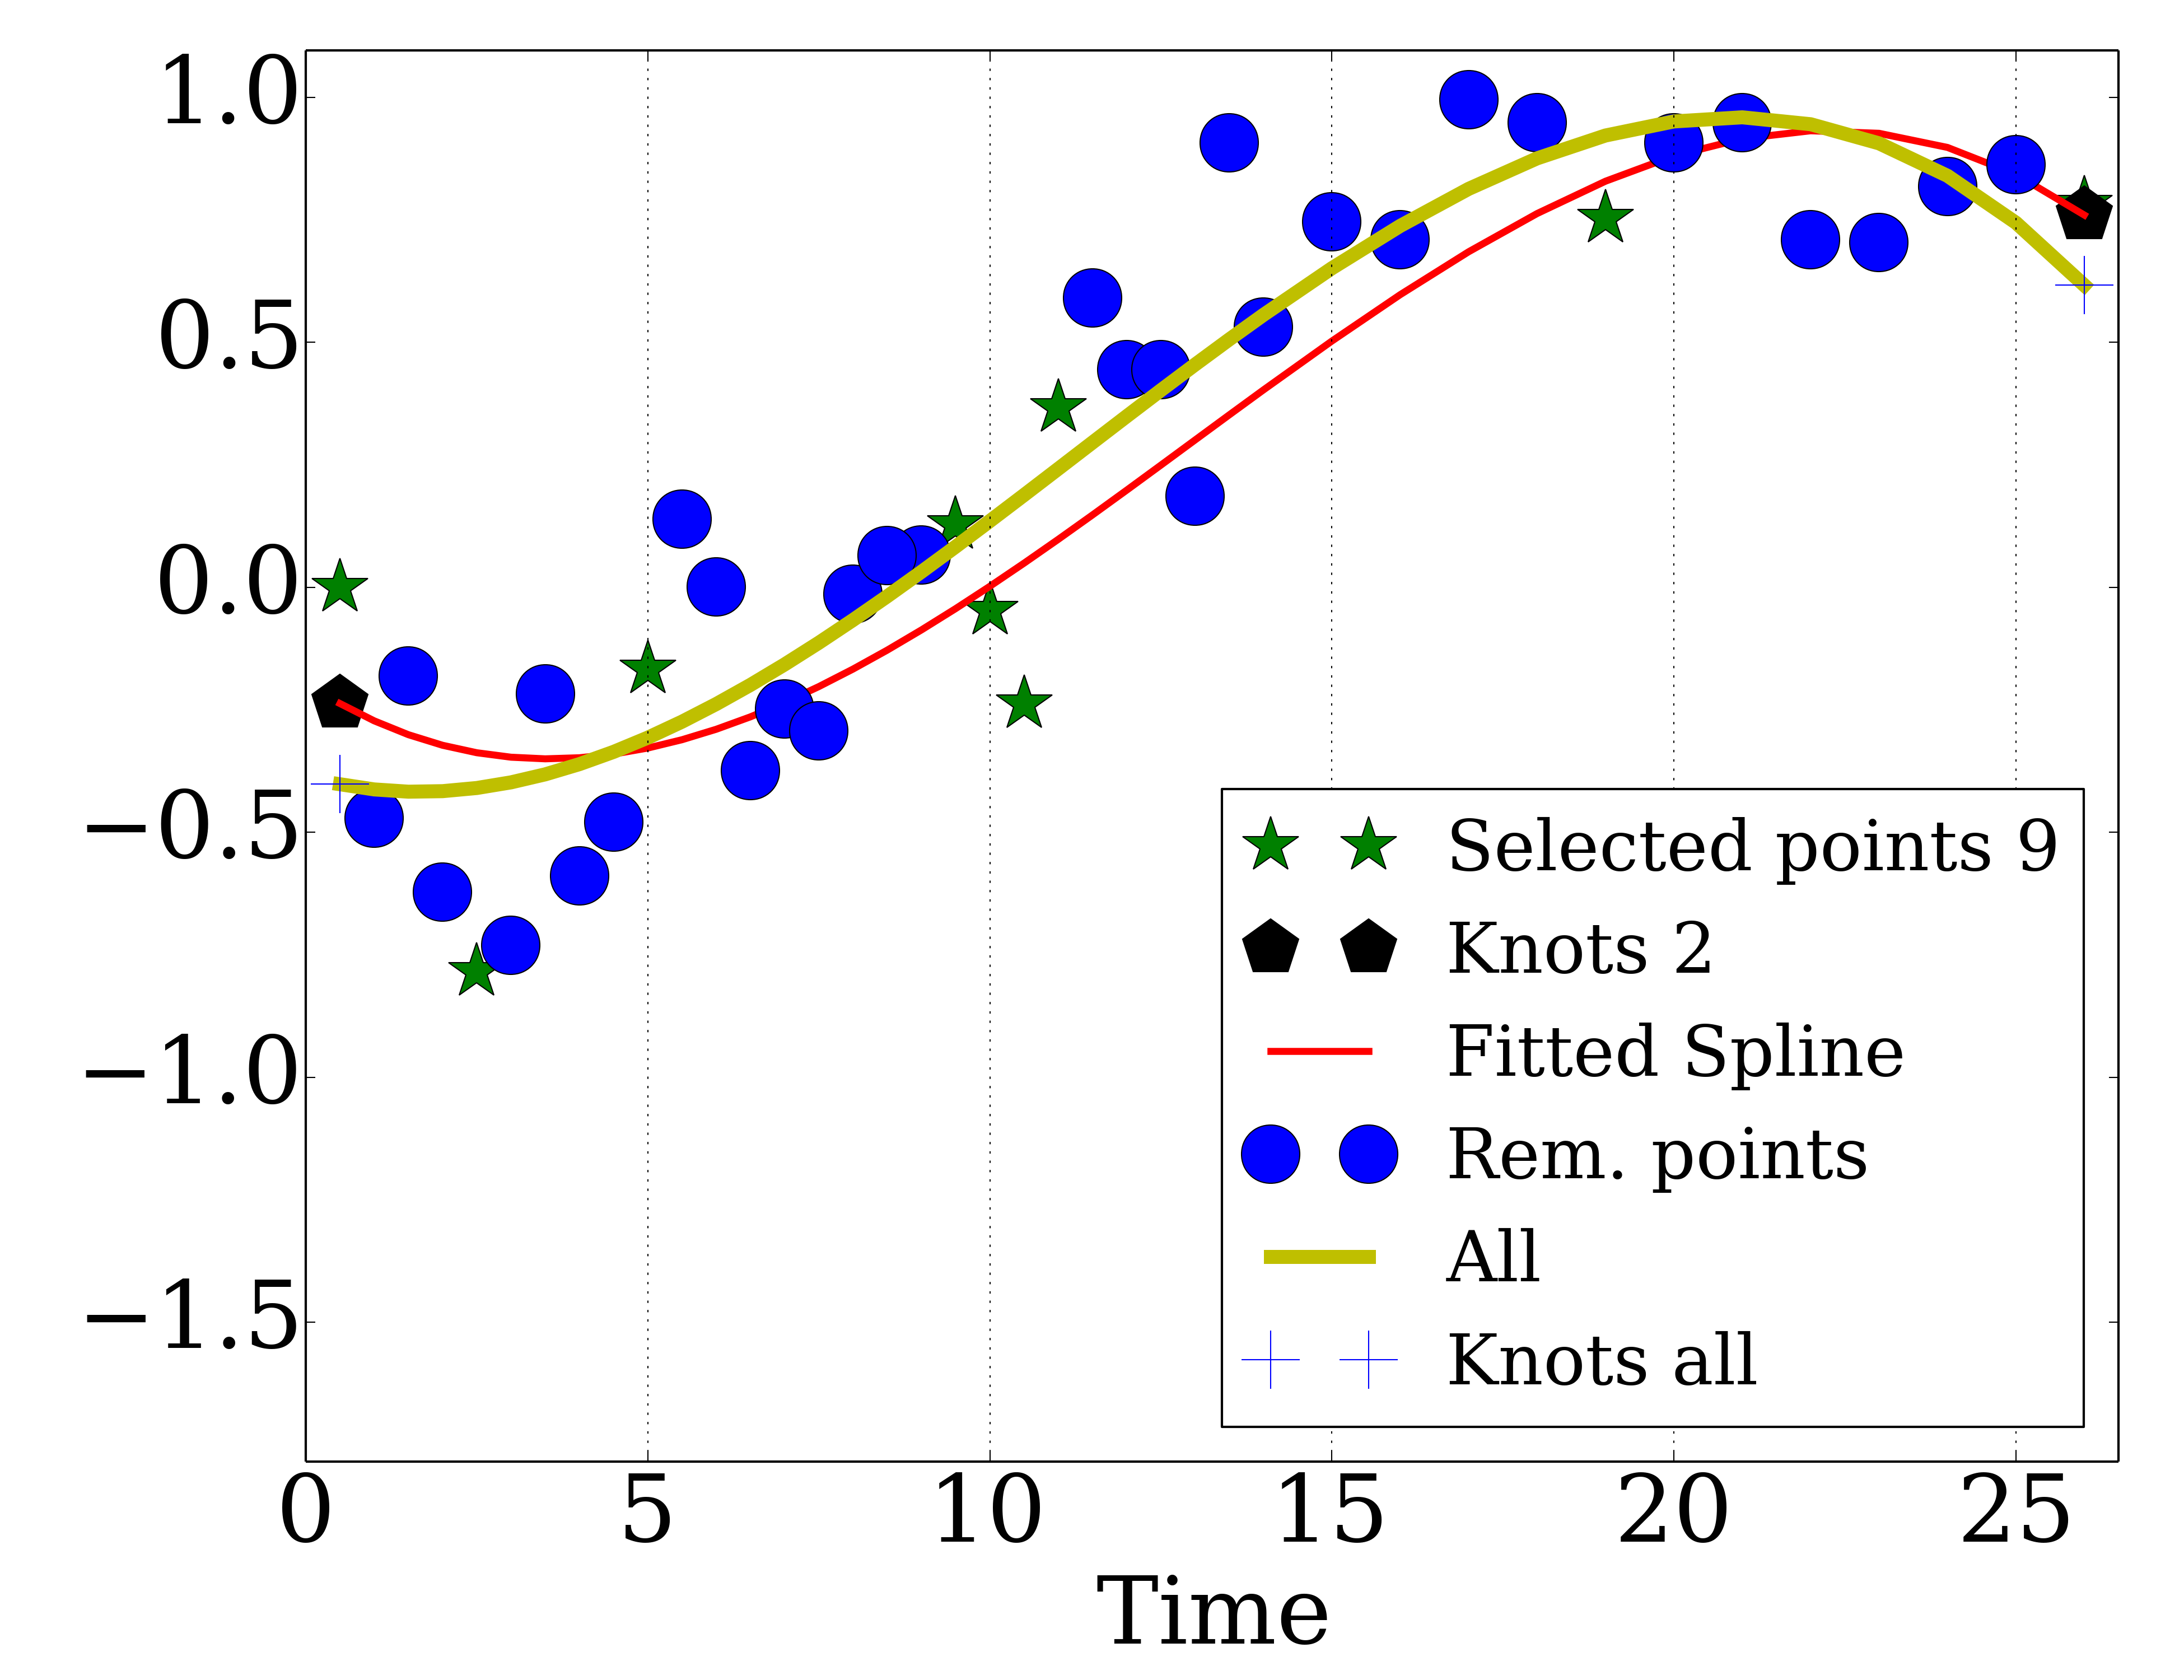 1.0
0.5
0.0
−0.5
−1.0
−1.5
Selected points 9
Knots 2
Fitted Spline
Rem. points
All
Knots all
0 5 10 15 20 25
Time